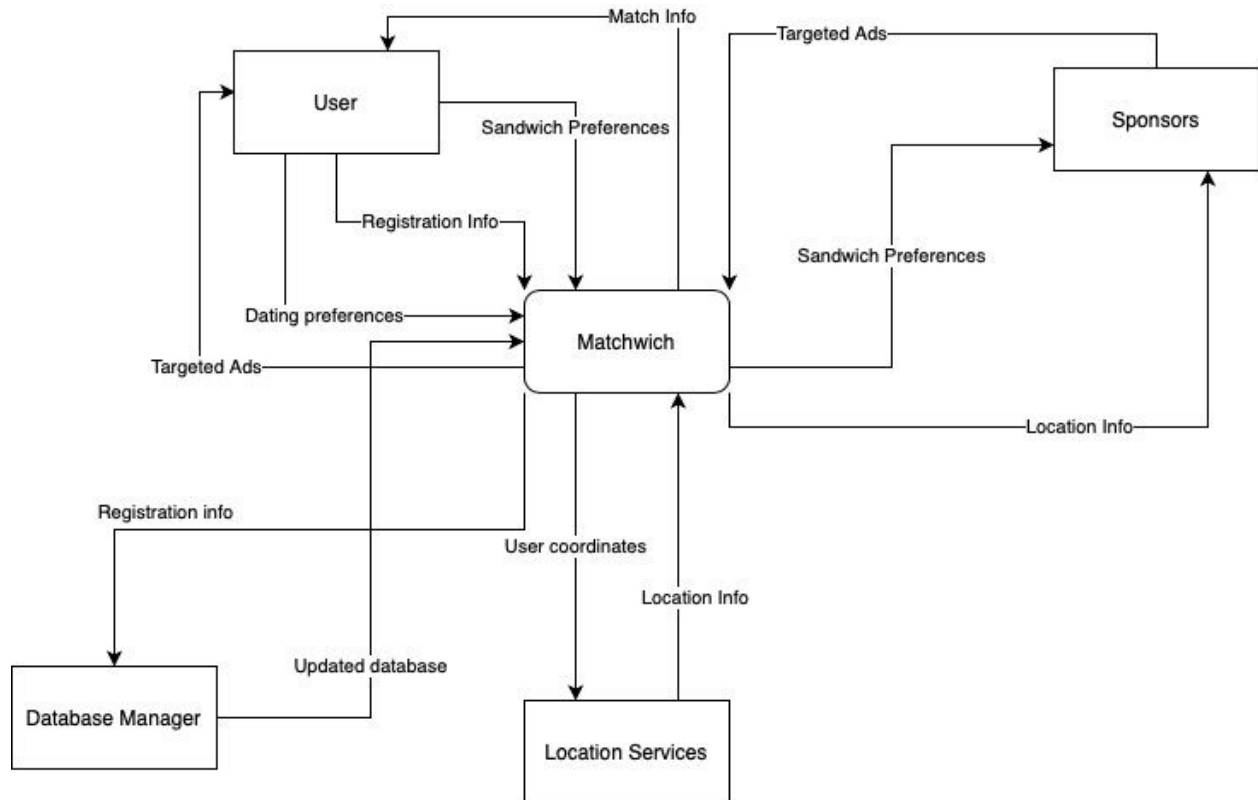 Match Info
Targeted Ads
User
Sponsors
Sandwich Preferences
Registration Info
Sandwich Preferences
Dating preferences
Matchwich
Targeted Ads
Location Info
Registration info
User coordinates
Location Info
Updated database
Database Manager
Location Services